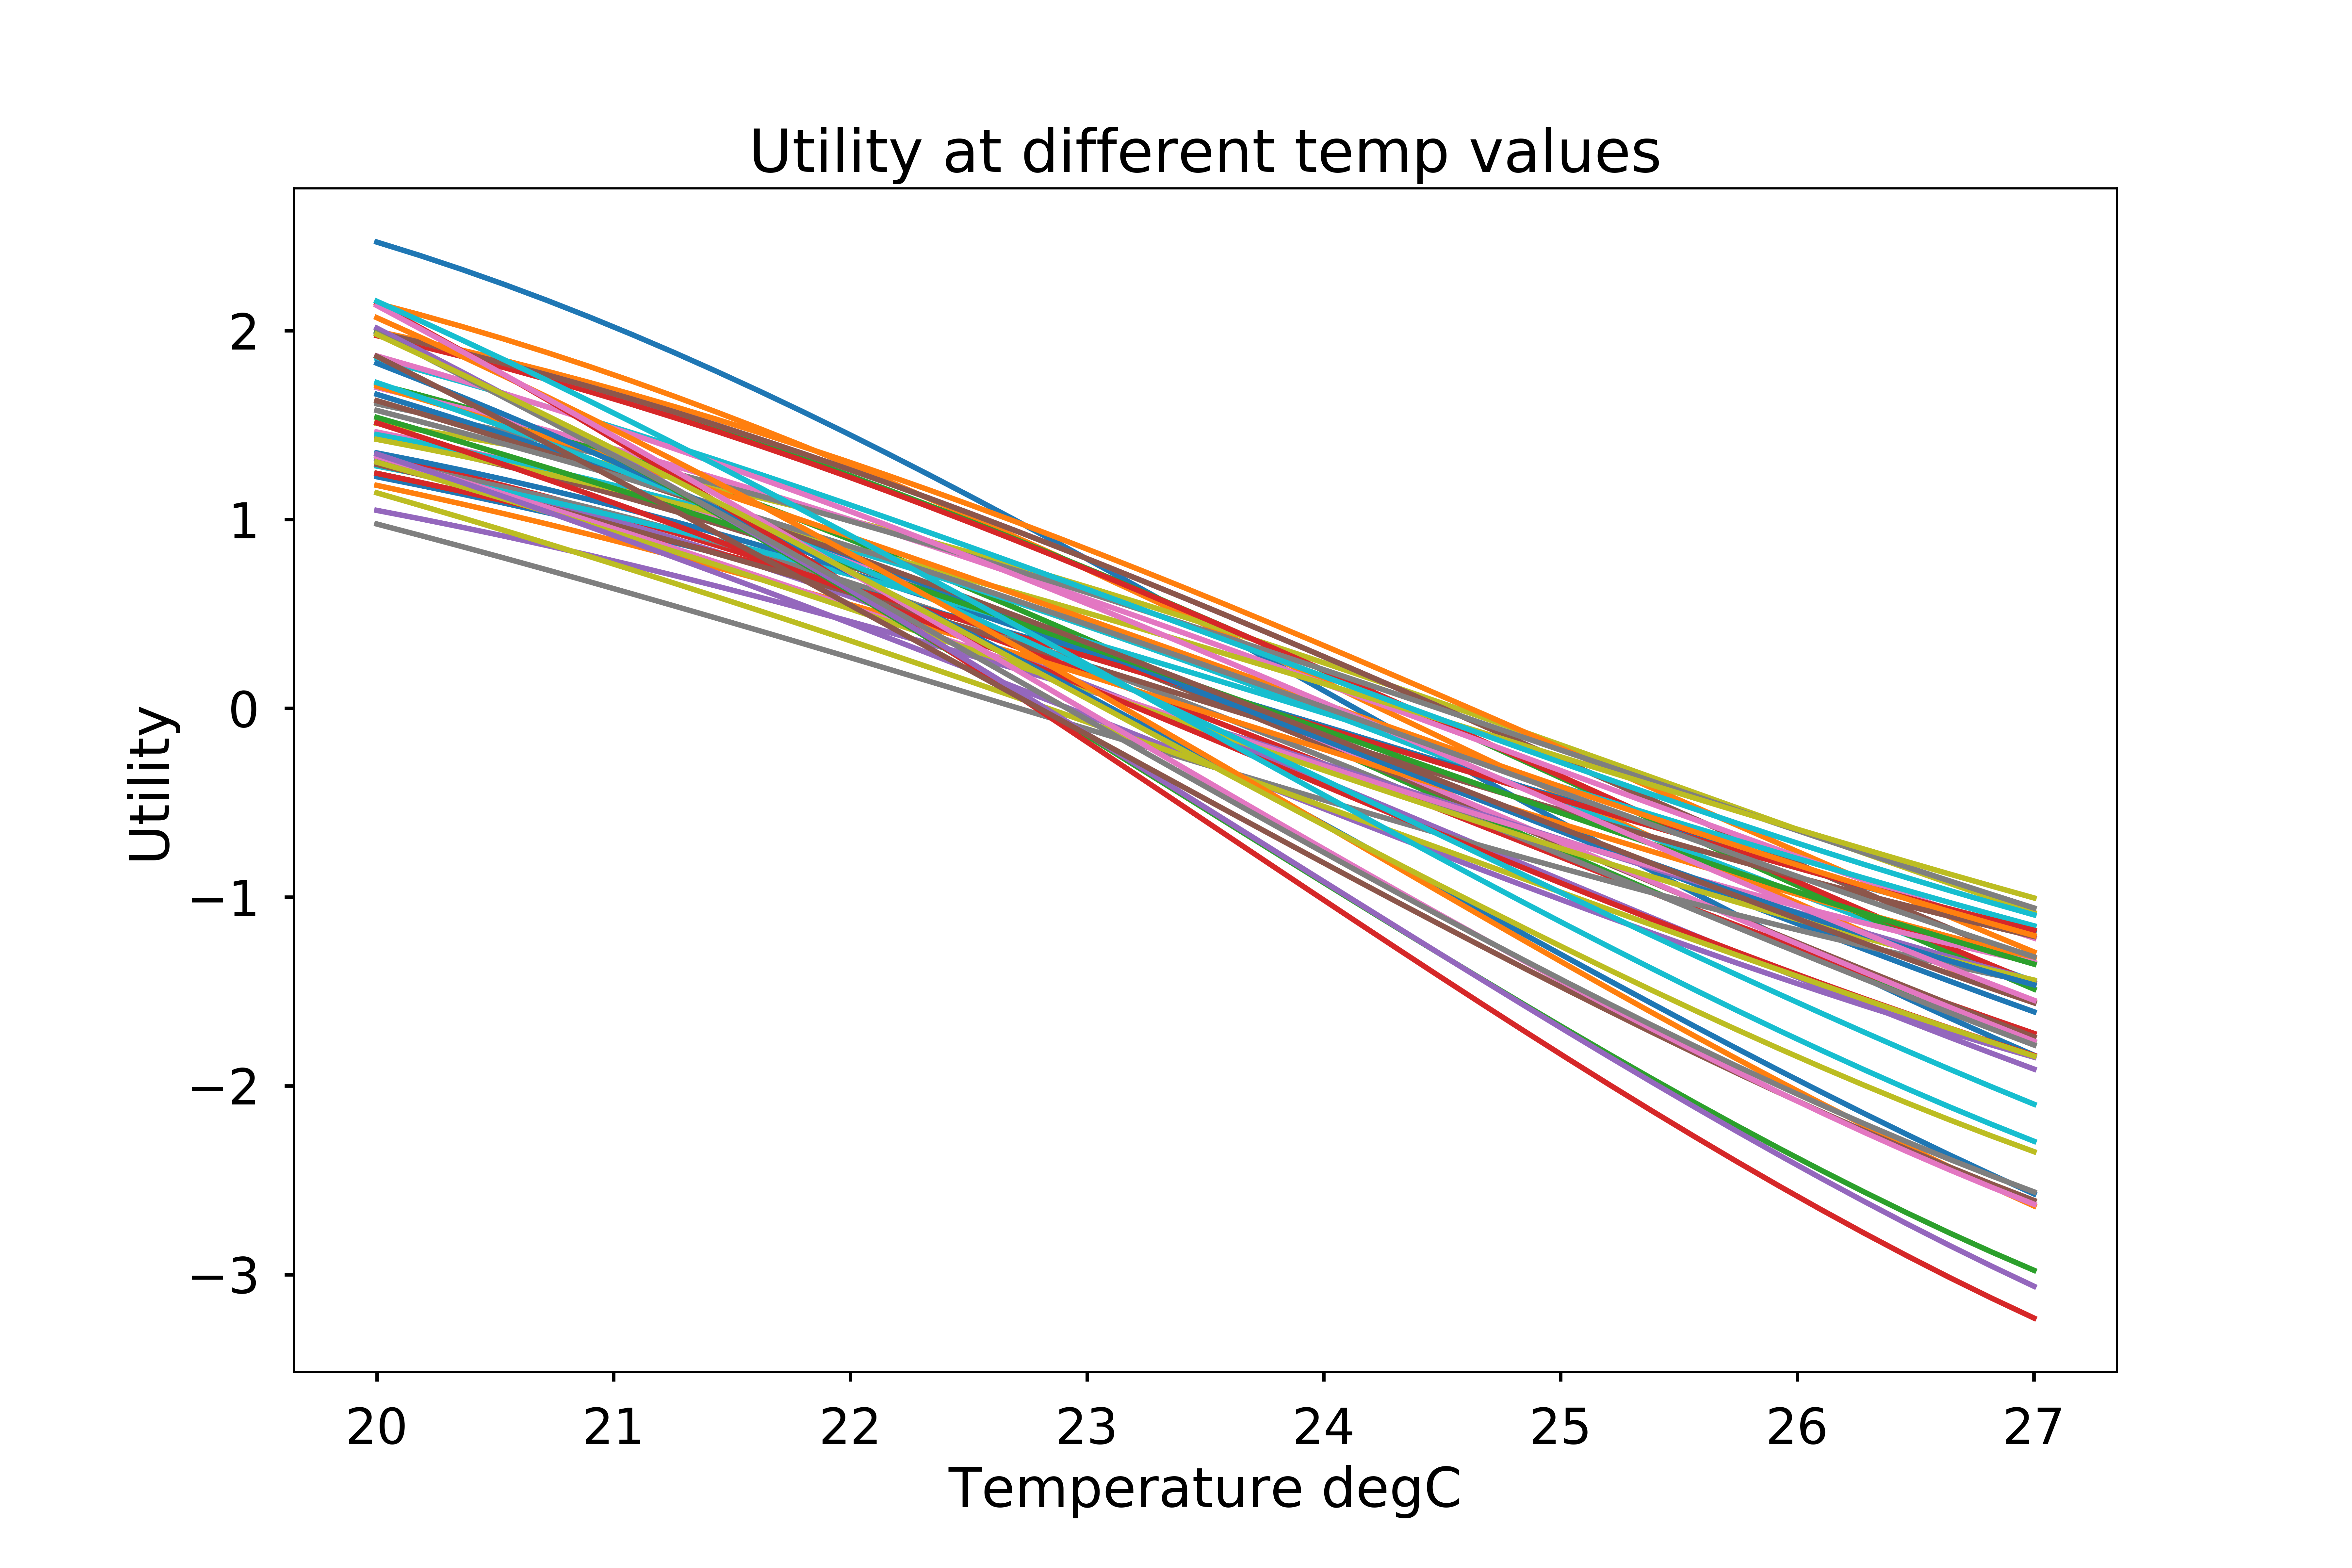 Utility at different temp values
Utility
2
1
0
−1
−2
−3
20 21 22 23 24 25 26 27
Temperature degC